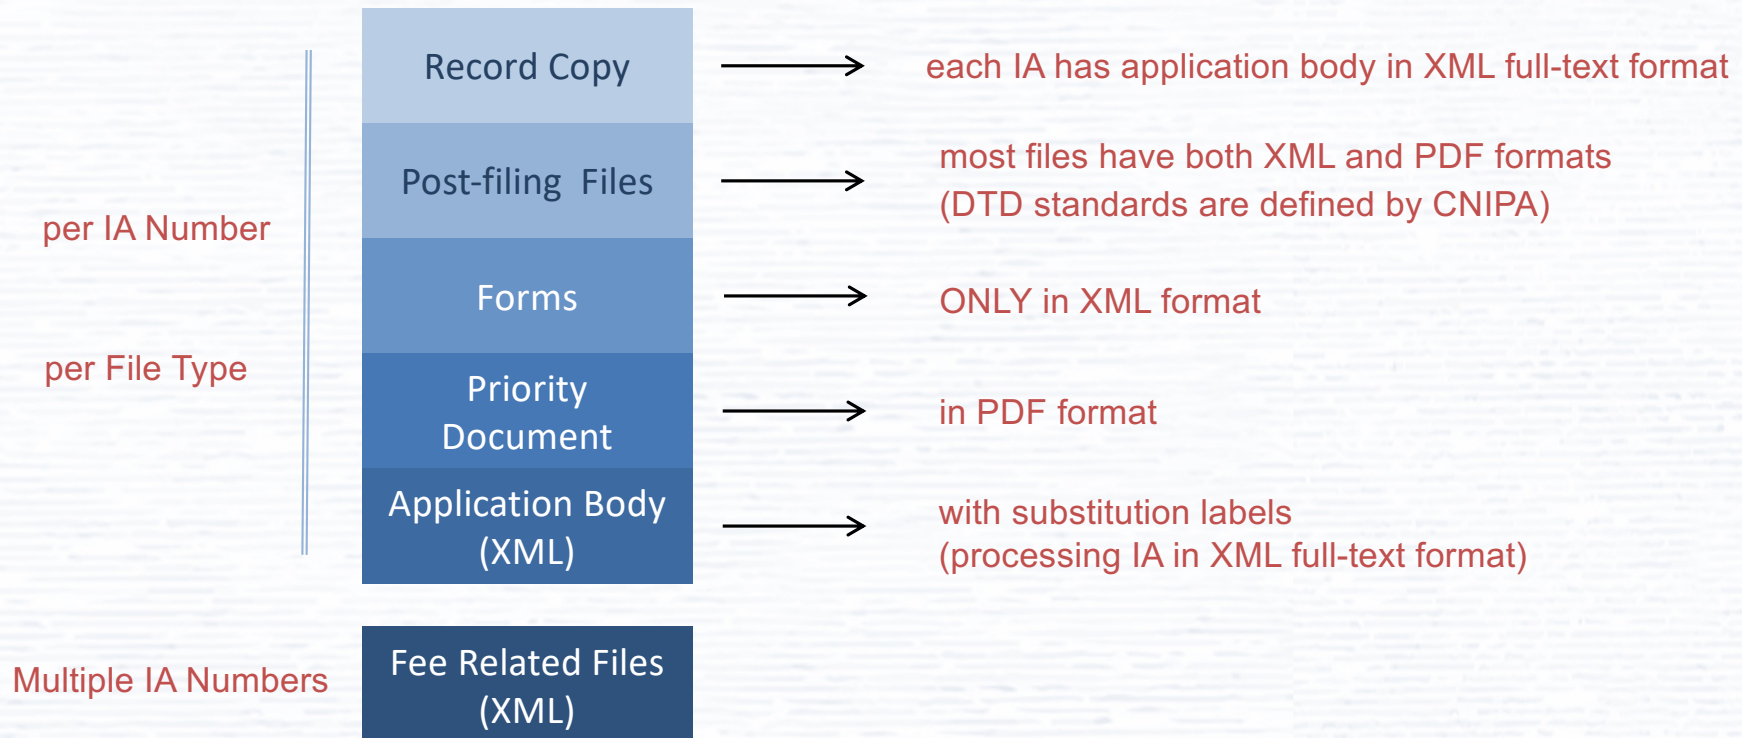 Record Copy
each IA has application body in XML full-text format
Post-filing Files
most files have both XML and PDF formats
(DTD standards are defined by CNIPA)
per IA Number
Forms
ONLY in XML format
per File Type
Priority
Document
in PDF format
Application Body
(XML)
with substitution labels
(processing IA in XML full-text format)
Multiple IA Numbers
Fee Related Files
(XML)